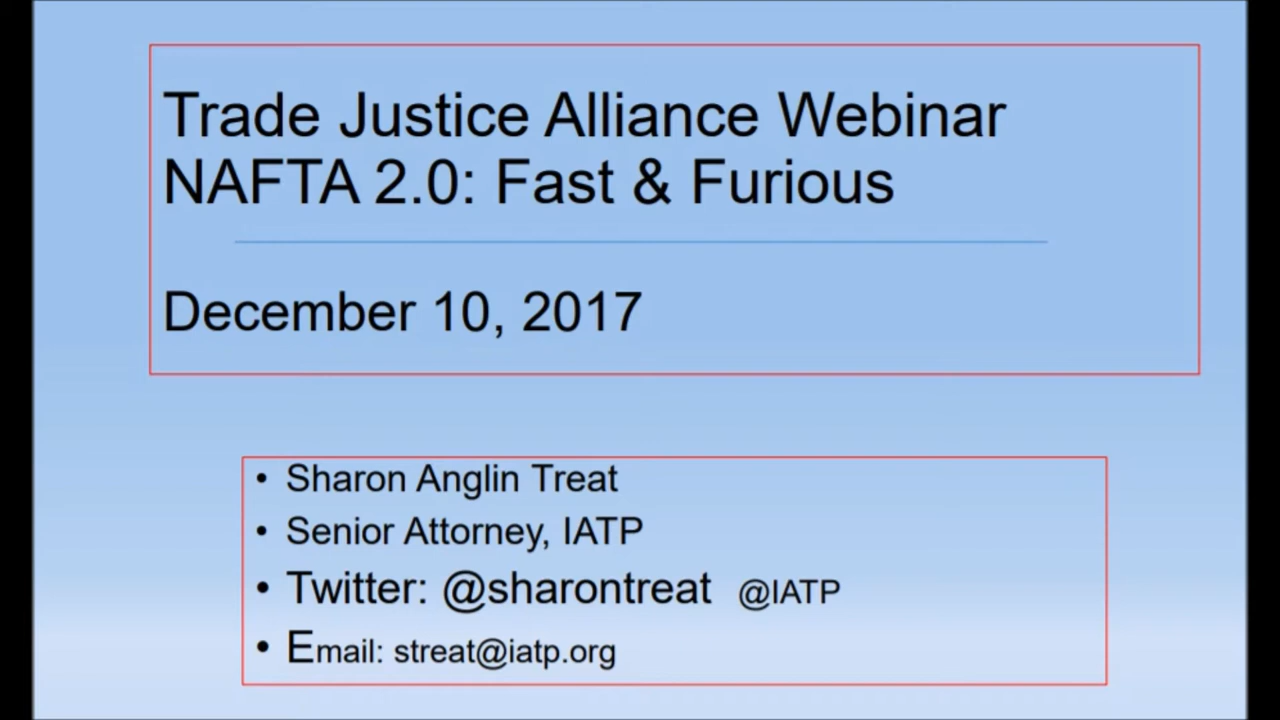 Trade Justice Alliance Webinar
NAFTA 2.0: Fast & Furious
December 10, 2017
• Sharon Anglin Treat
• Senior Attorney, IATP
• Twitter: @sharontreat @IATP
• Email: streat@iatp.org